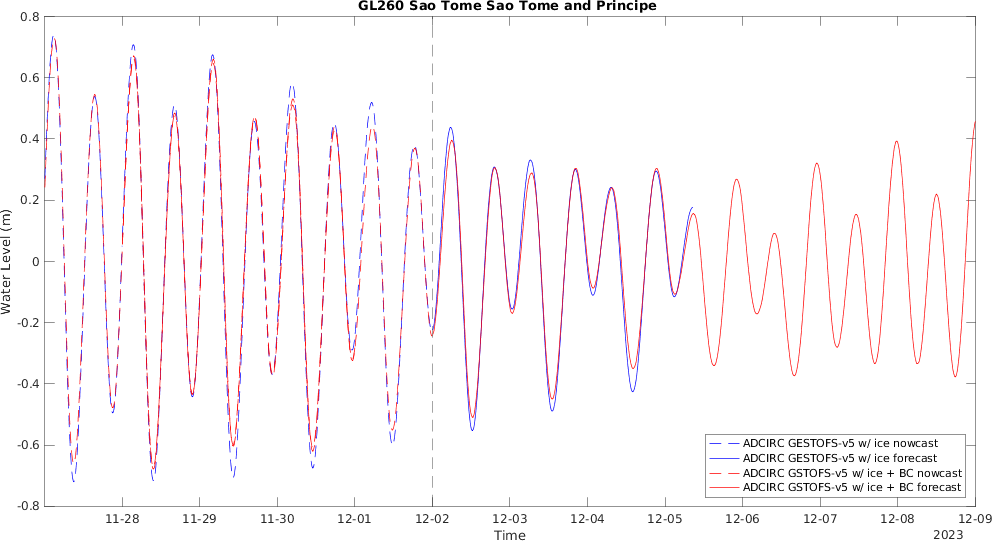 GL260 Sao Tome Sao Tome and Principe
0.8
0.6
0.4
0.2
0
-0.2
-0.4
-0.6
-0.8
Water Level (m)
ADCIRC GESTOFS-v5 w/ ice nowcast
ADCIRC GESTOFS-v5 w/ ice forecast
ADCIRC GSTOFS-v5 w/ ice + BC nowcast
ADCIRC GSTOFS-v5 w/ ice + BC forecast
11-28 11-29 11-30 12-01 12-02 12-03 12-04 12-05 12-06 12-07 12-08 12-09
Time
2023